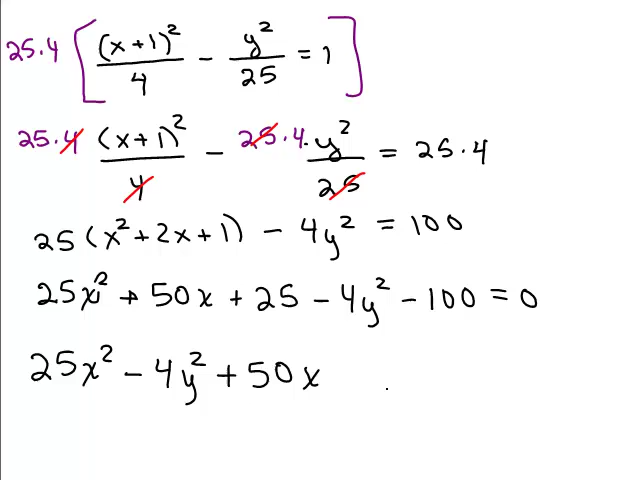 25·4 [ (x+1)²/4 − y²/25 = 1 ]
25·4 (x+1)²/4 − 25·4· y²/25 = 25·4
25 (x² + 2x + 1) − 4y² = 100
25x² + 50x + 25 − 4y² − 100 = 0
25x² − 4y² + 50x